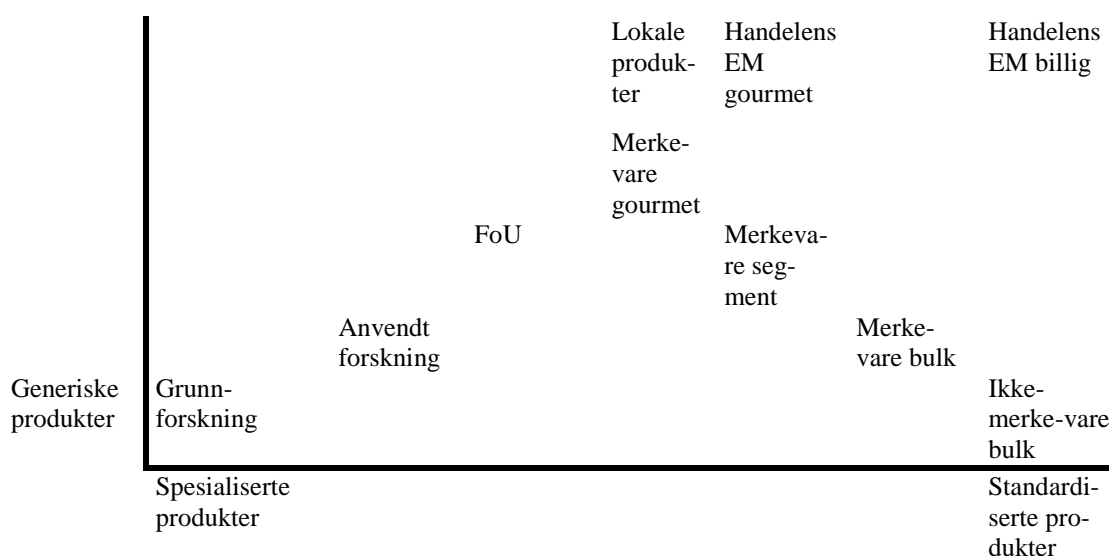 Lokale
produk-
ter
Handelens
EM
gourmet
Handelens
EM billig
Merke-
vare
gourmet
FoU
Merkeva-
re seg-
ment
Anvendt
forskning
Merke-
vare bulk
Generiske
produkter
Grunn-
forskning
Ikke-
merke-vare
bulk
Spesialiserte
produkter
Standardi-
serte pro-
dukter